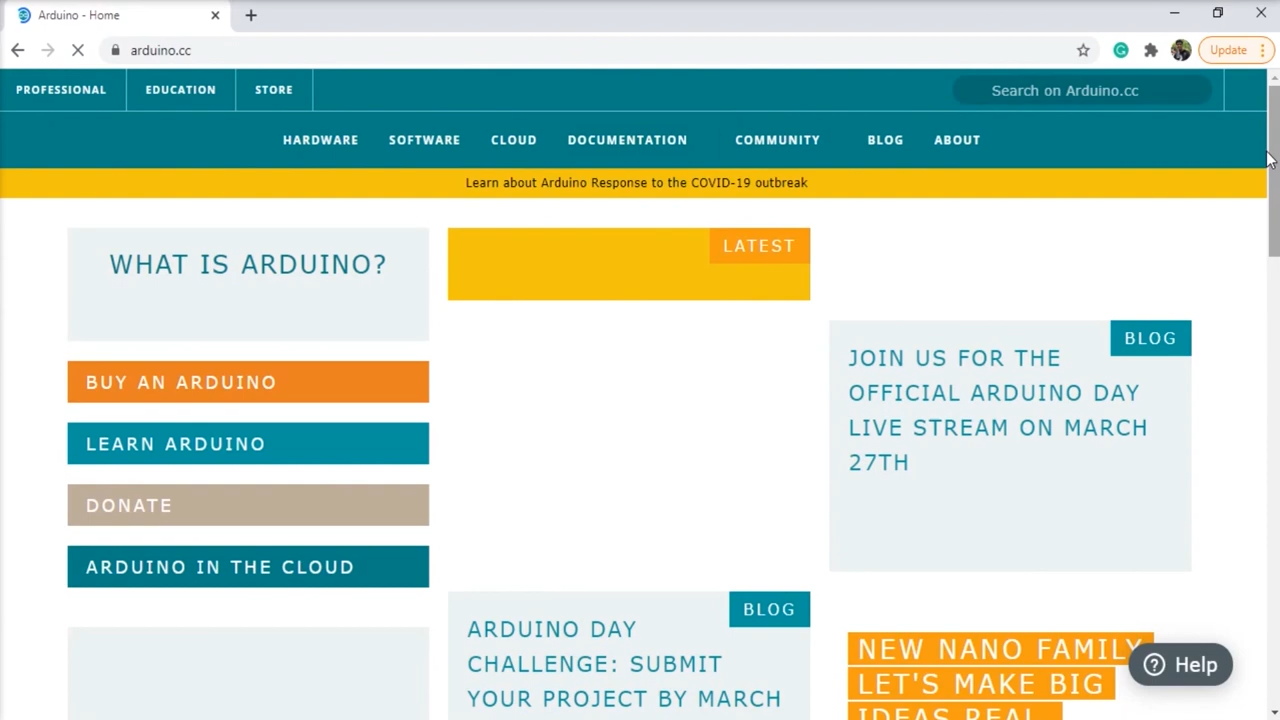 Arduino - Home
arduino.cc
Update
PROFESSIONAL
EDUCATION
STORE
Search on Arduino.cc
HARDWARE
SOFTWARE
CLOUD
DOCUMENTATION
COMMUNITY
BLOG
ABOUT
Learn about Arduino Response to the COVID-19 outbreak
WHAT IS ARDUINO?
BUY AN ARDUINO
LEARN ARDUINO
DONATE
ARDUINO IN THE CLOUD
LATEST
BLOG
ARDUINO DAY
CHALLENGE: SUBMIT
YOUR PROJECT BY MARCH
BLOG
JOIN US FOR THE
OFFICIAL ARDUINO DAY
LIVE STREAM ON MARCH
27TH
NEW NANO FAMILY
LET'S MAKE BIG
IDEAS REAL
Help